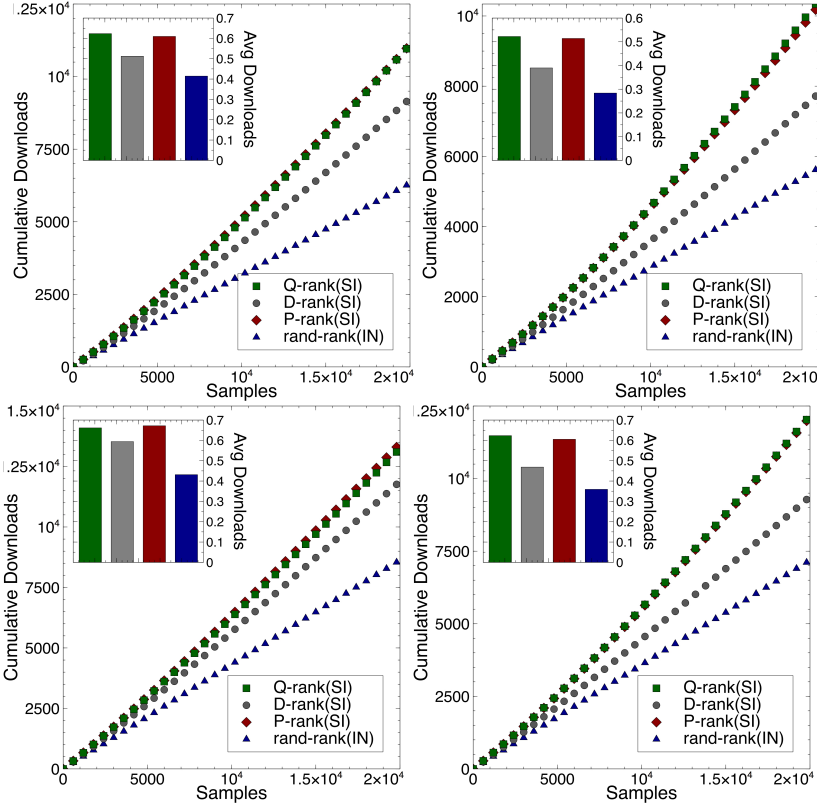 .25×10⁴
10⁴
7500
5000
2500
0
Cumulative Downloads
0.7
0.6
0.5
0.4
0.3
0.2
0.1
0
Avg Downloads
Q-rank(SI)
D-rank(SI)
P-rank(SI)
rand-rank(IN)
0 5000 10⁴ 1.5×10⁴ 2×10⁴
Samples
10⁴
8000
6000
4000
2000
0
Cumulative Downloads
0.6
0.5
0.4
0.3
0.2
0.1
0
Avg Downloads
Q-rank(SI)
D-rank(SI)
P-rank(SI)
rand-rank(IN)
0 5000 10⁴ 1.5×10⁴ 2×10⁴
Samples
1.5×10⁴
.25×10⁴
10⁴
7500
5000
2500
0
Cumulative Downloads
0.7
0.6
0.5
0.4
0.3
0.2
0.1
0
Avg Downloads
Q-rank(SI)
D-rank(SI)
P-rank(SI)
rand-rank(IN)
0 5000 10⁴ 1.5×10⁴ 2×10⁴
Samples
.25×10⁴
10⁴
7500
5000
2500
0
Cumulative Downloads
0.7
0.6
0.5
0.4
0.3
0.2
0.1
0
Avg Downloads
Q-rank(SI)
D-rank(SI)
P-rank(SI)
rand-rank(IN)
0 5000 10⁴ 1.5×10⁴ 2×10⁴
Samples